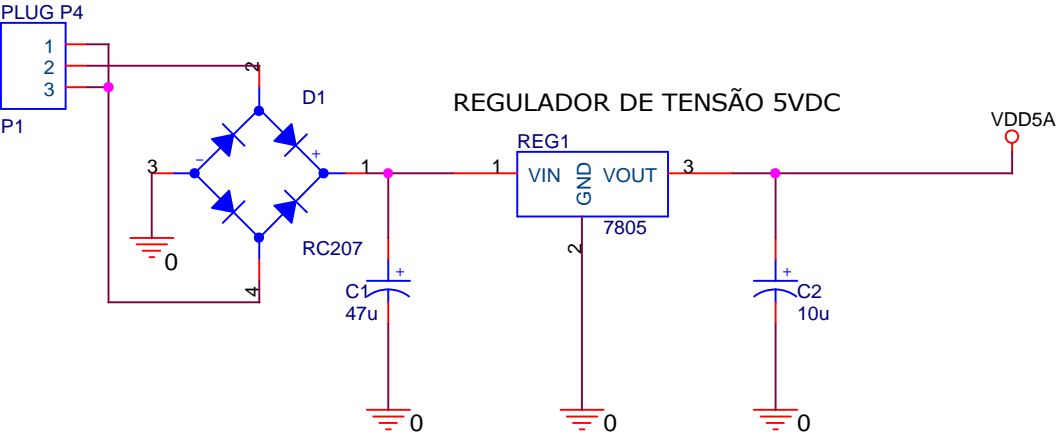 PLUG P4
1
2
3
P1
2
D1
3
−
+
1
RC207
4
0
REGULADOR DE TENSÃO 5VDC
REG1
1
VIN
GND
VOUT
3
7805
2
VDD5A
+
C1
47u
+
C2
10u
0
0
0